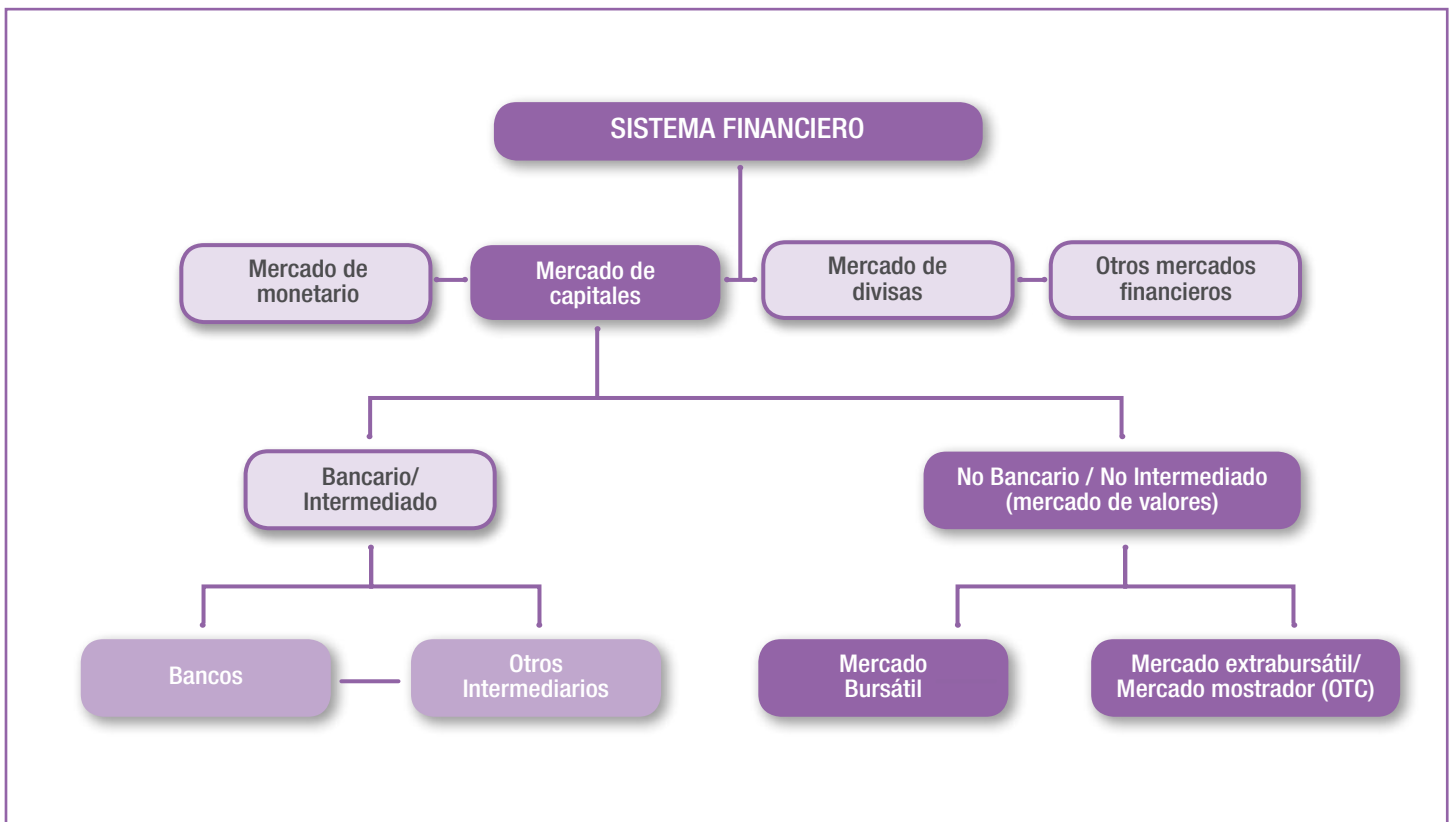 SISTEMA FINANCIERO
Mercado de
monetario
Mercado de
capitales
Mercado de
divisas
Otros mercados
financieros
Bancario/
Intermediado
No Bancario / No Intermediado
(mercado de valores)
Bancos
Otros
Intermediarios
Mercado
Bursátil
Mercado extrabursátil/
Mercado mostrador (OTC)